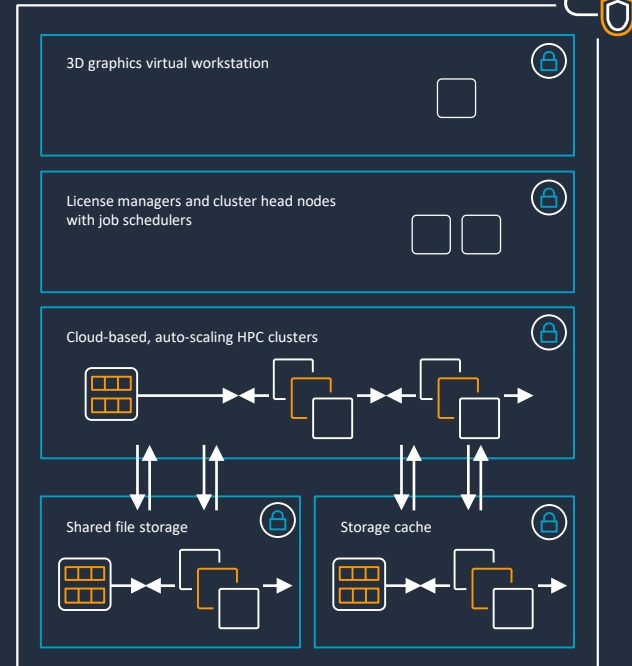 3D graphics virtual workstation
License managers and cluster head nodes
with job schedulers
Cloud-based, auto-scaling HPC clusters
Shared file storage
Storage cache